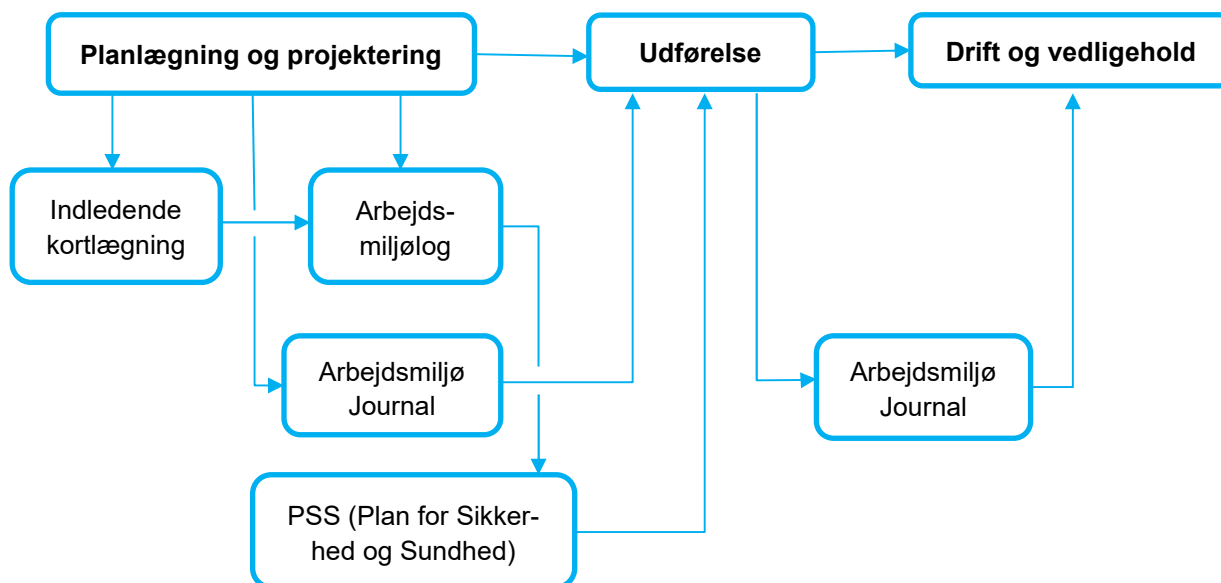 Planlægning og projektering
Udførelse
Drift og vedligehold
Indledende
kortlægning
Arbejds-
miljølog
Arbejdsmiljø
Journal
Arbejdsmiljø
Journal
PSS (Plan for Sikker-
hed og Sundhed)